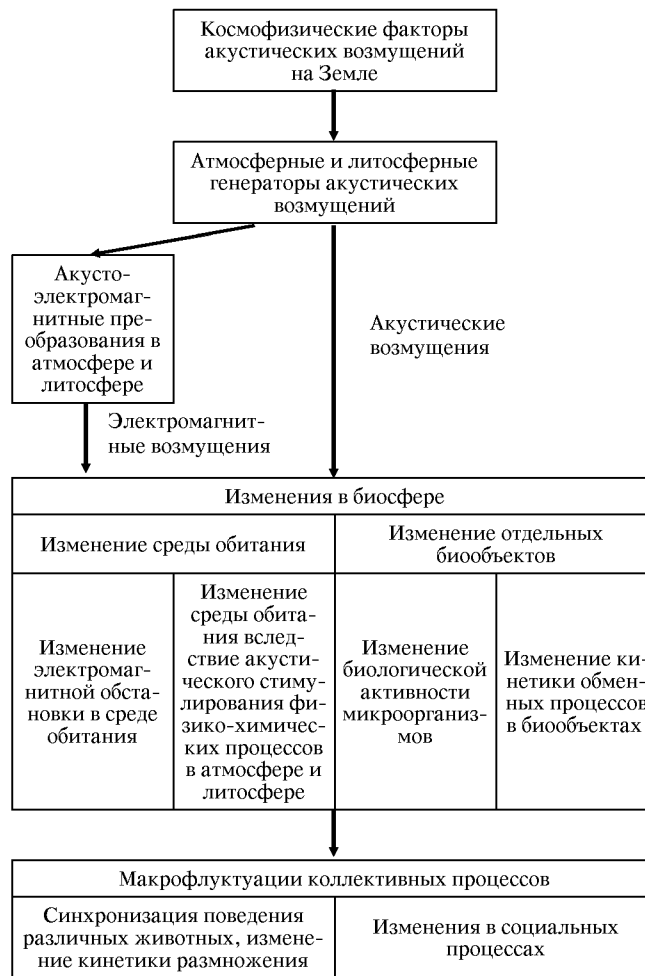 Космофизические факторы
акустических возмущений
на Земле
Атмосферные и литосферные
генераторы акустических
возмущений
Акусто-
электромаг-
нитные пре-
образования в
атмосфере и
литосфере
Акустические
возмущения
Электромагнит-
ные возмущения
Изменения в биосфере
Изменение среды обитания
Изменение отдельных
биообъектов
Изменение
электромаг-
нитной обста-
новки в среде
обитания
Изменение
среды обита-
ния вслед-
ствие акусти-
ческого стиму-
лирования фи-
зико-химичес-
ких процессов
в атмосфере и
литосфере
Изменение
биологической
активности
микроорганиз-
мов
Изменение ки-
нетики обмен-
ных процессов
в биообъектах
Макрофлуктуации коллективных процессов
Синхронизация поведения
различных животных, измене-
ние кинетики размножения
Изменения в социальных
процессах